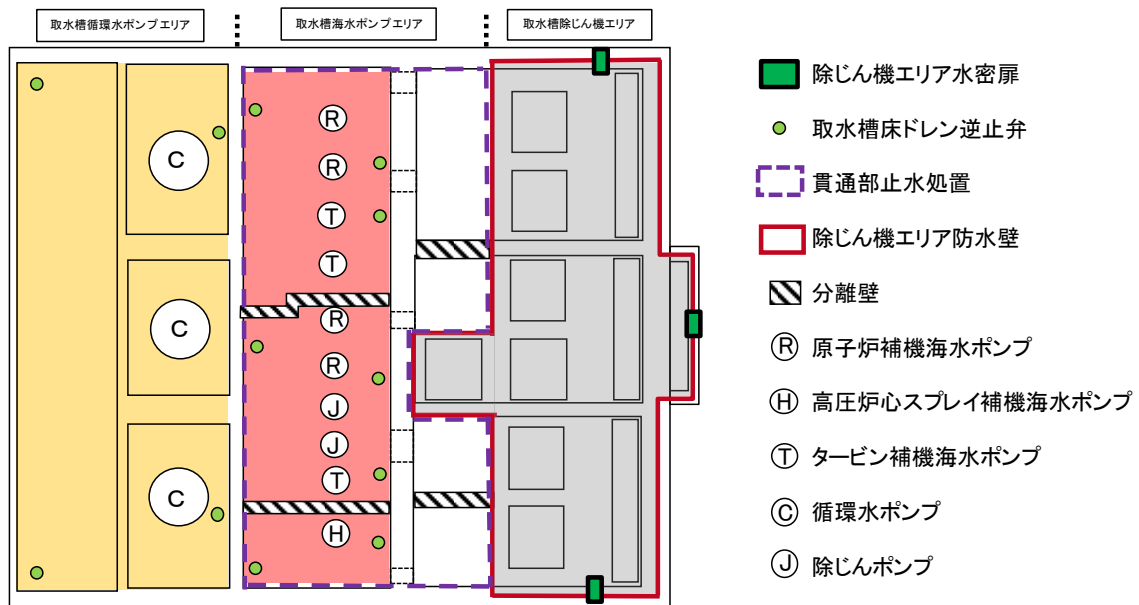 取水槽循環水ポンプエリア
取水槽海水ポンプエリア
取水槽除じん機エリア
C
C
C
R
R
T
T
R
R
J
J
T
H
除じん機エリア水密扉
取水槽床ドレン逆止弁
貫通部止水処置
除じん機エリア防水壁
分離壁
R 原子炉補機海水ポンプ
H 高圧炉心スプレイ補機海水ポンプ
T タービン補機海水ポンプ
C 循環水ポンプ
J 除じんポンプ